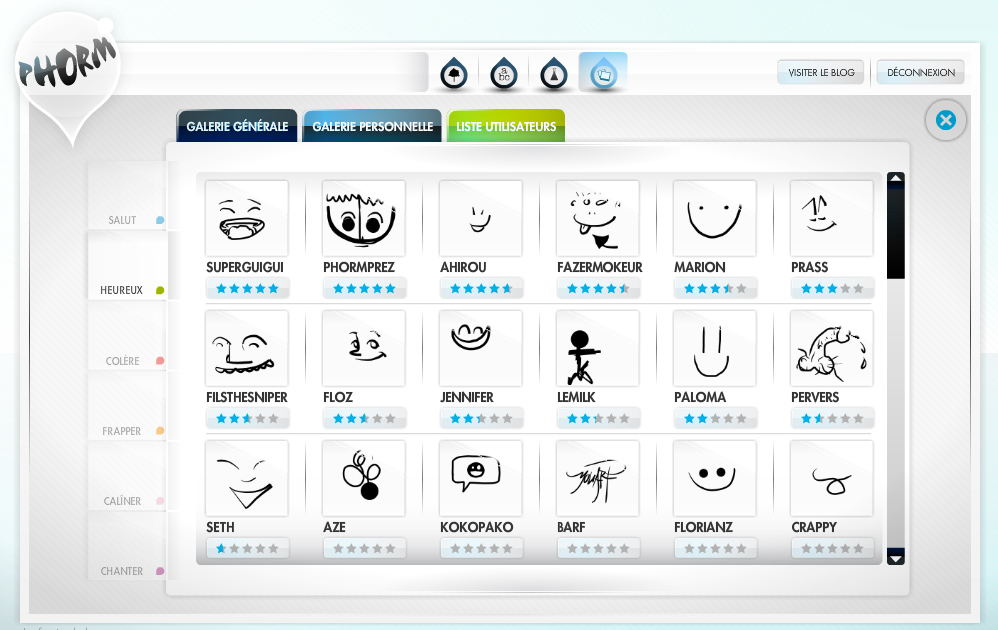 PHORM
a
bc
VISITER LE BLOG
DÉCONNEXION
GALERIE GÉNÉRALE
GALERIE PERSONNELLE
LISTE UTILISATEURS
SALUT
HEUREUX
COLÈRE
FRAPPER
CALÎNER
CHANTER
SUPERGUIGUI
PHORMPREZ
AHIROU
FAZERMOKEUR
MARION
PRASS
FILSTHESNIPER
FLOZ
JENNIFER
LEMILK
PALOMA
PERVERS
SETH
AZE
KOKOPAKO
BARF
FLORIANZ
CRAPPY